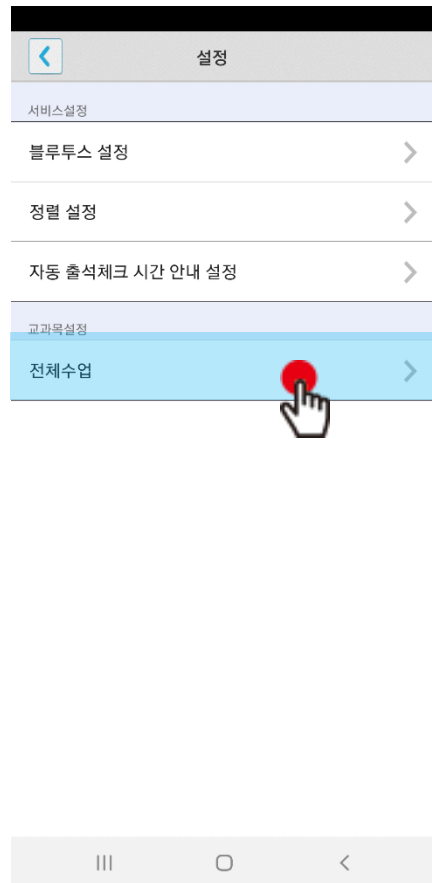 설정
서비스설정
블루투스 설정
정렬 설정
자동 출석체크 시간 안내 설정
교과목설정
전체수업